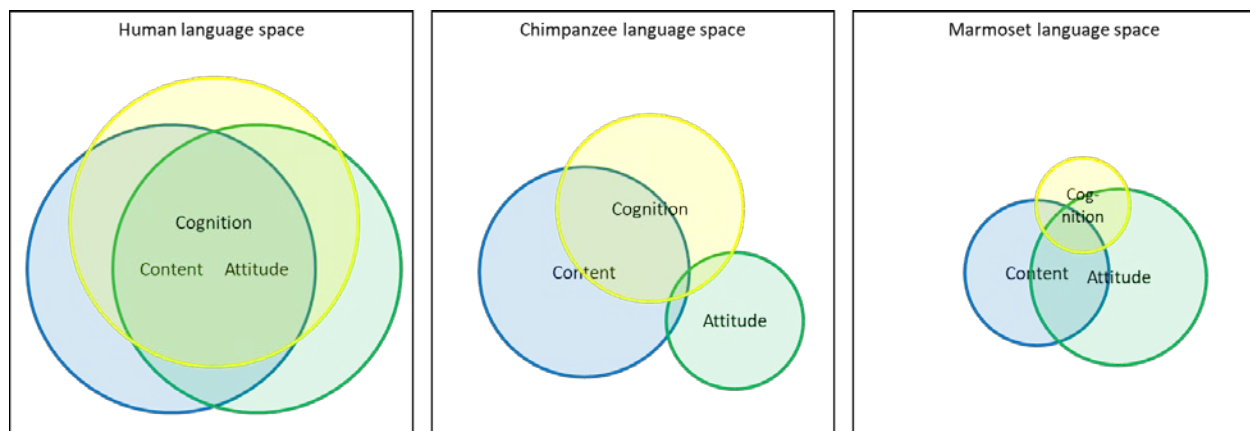 Human language space
Cognition
Content Attitude
Chimpanzee language space
Cognition
Content
Attitude
Marmoset language space
Cog-
nition
Content
Attitude